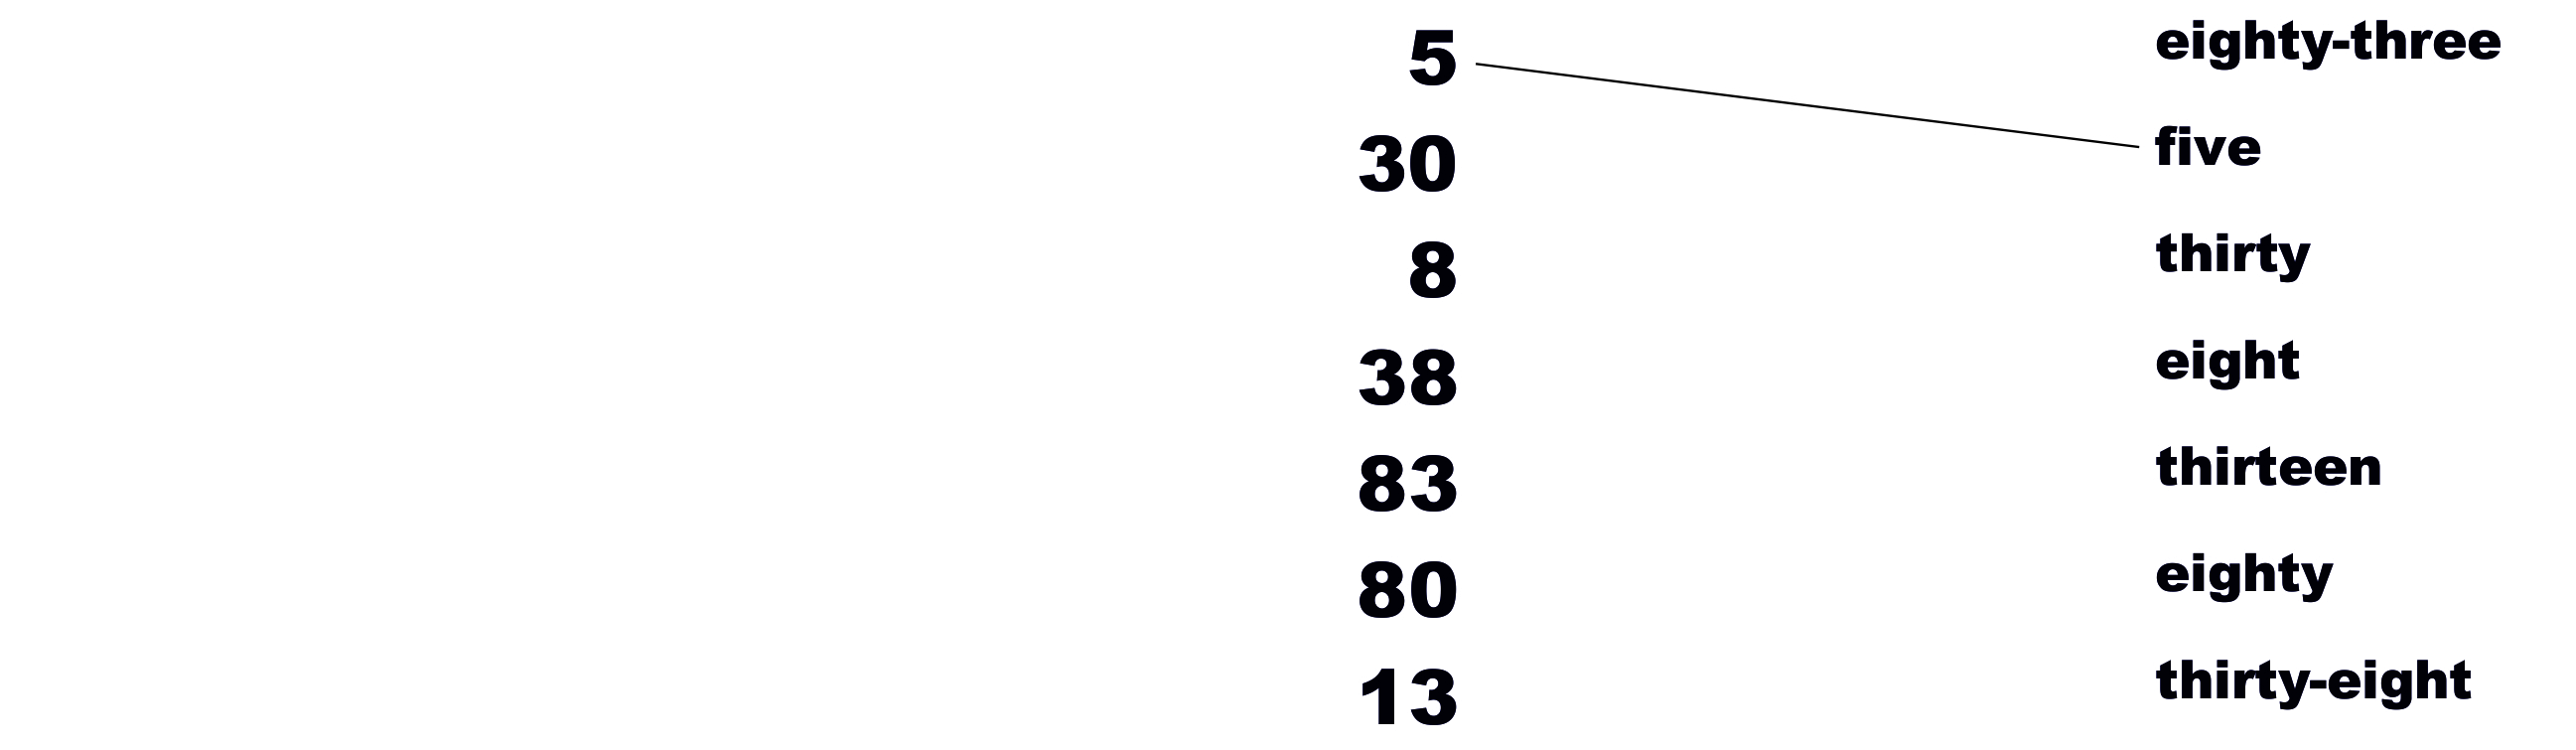 5 eighty-three
30 five
8 thirty
38 eight
83 thirteen
80 eighty
13 thirty-eight